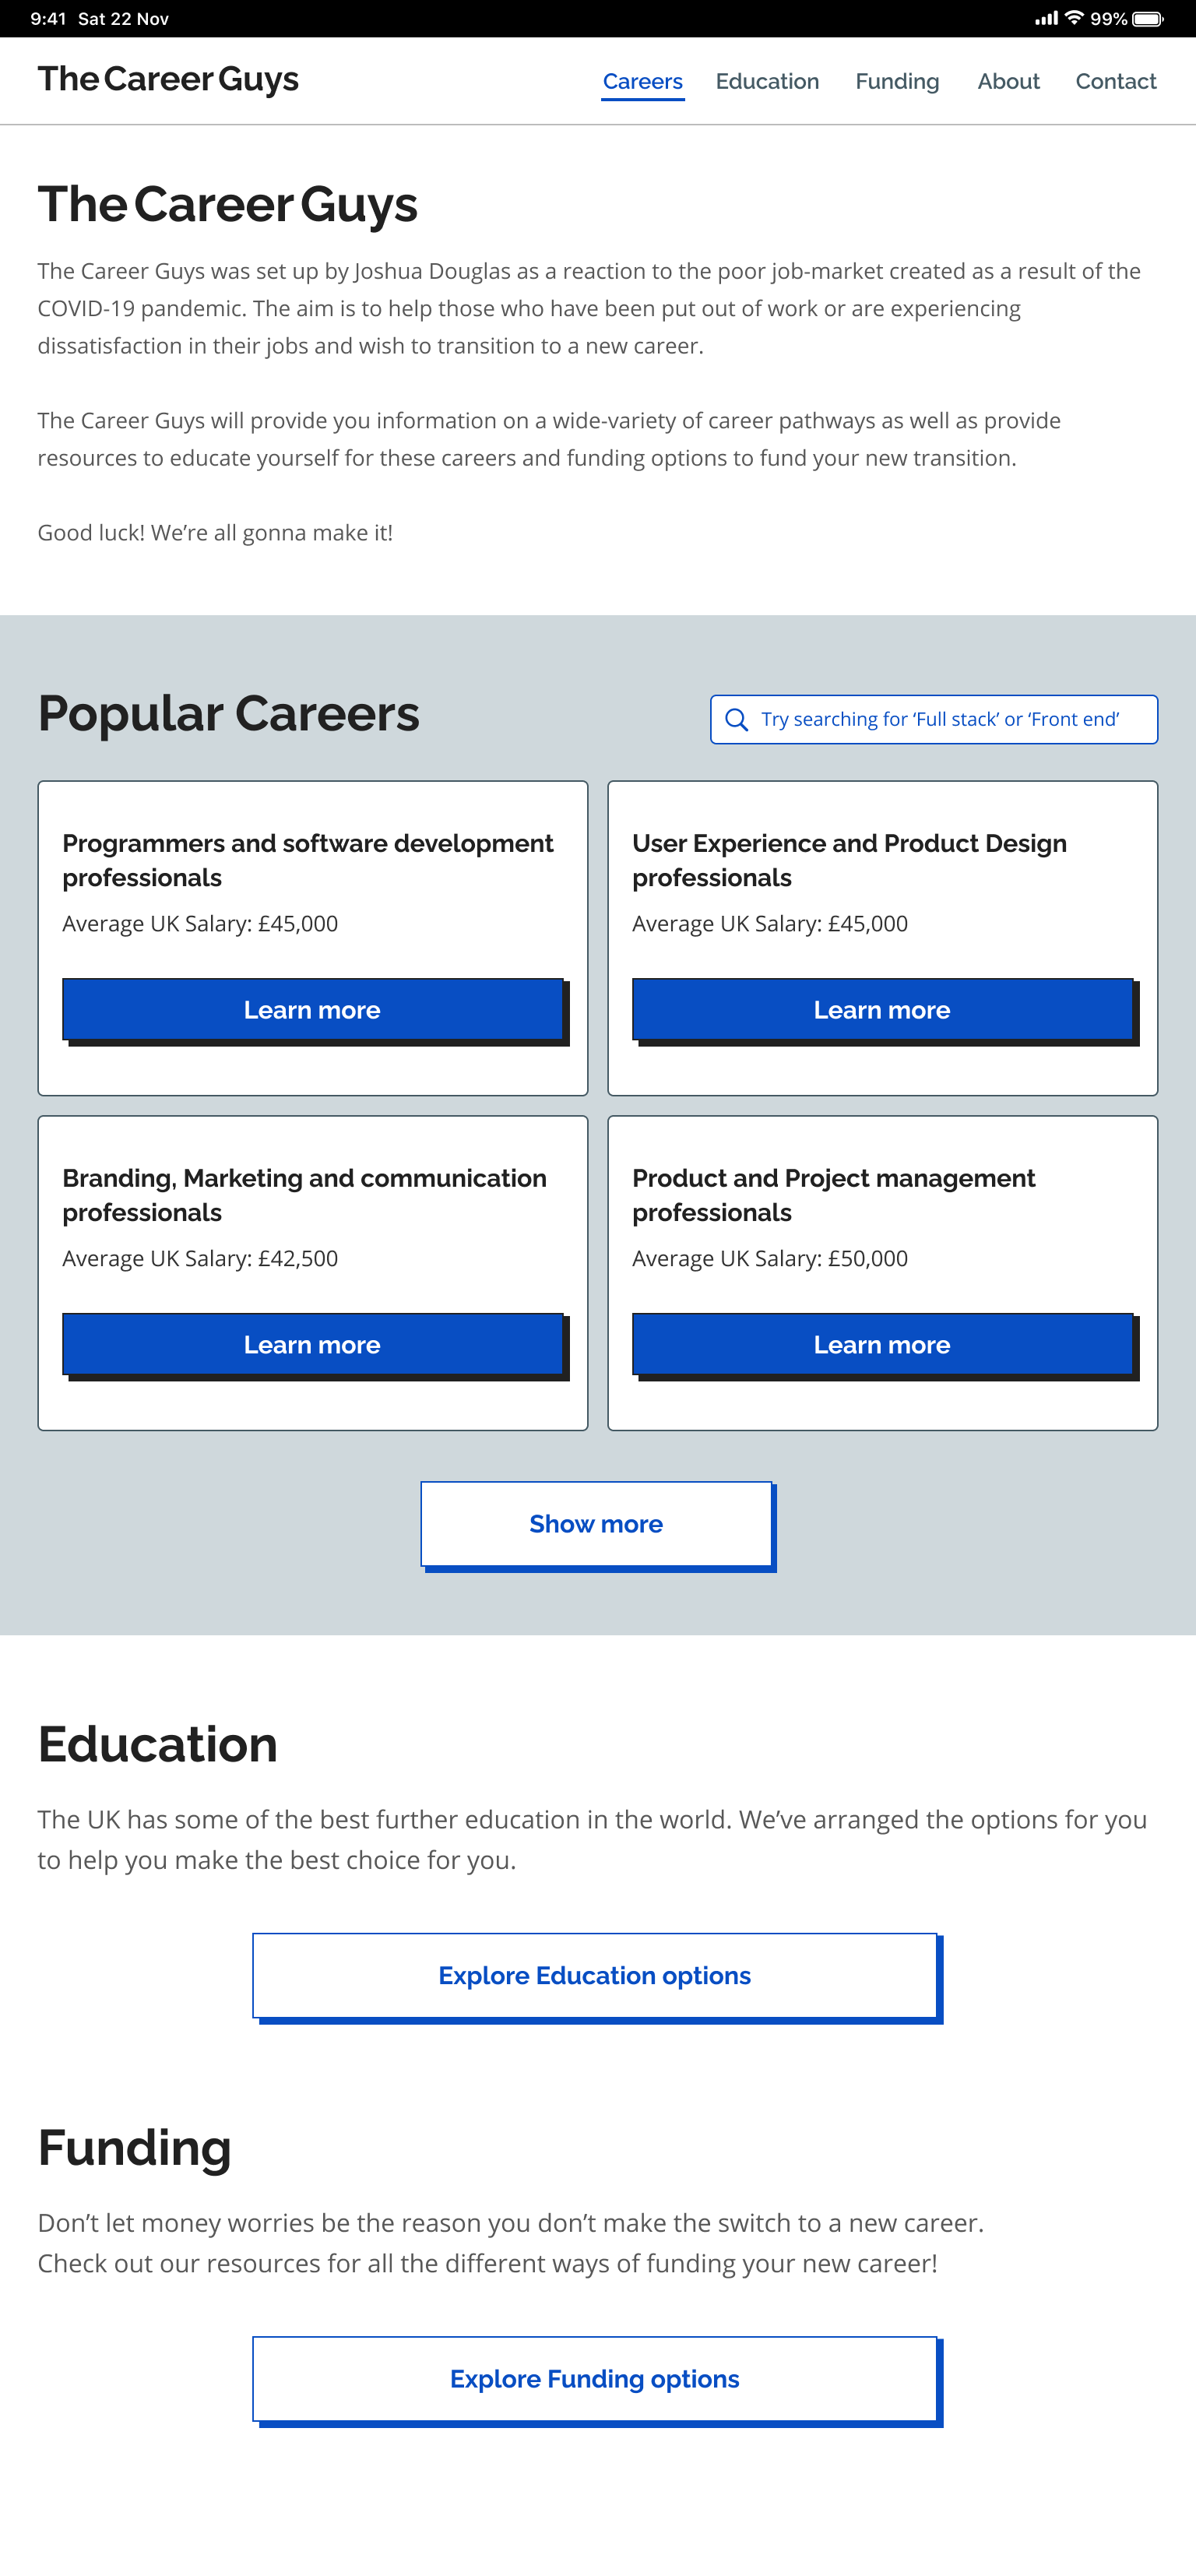 9:41 Sat 22 Nov 99%
The Career Guys Careers Education Funding About Contact
The Career Guys
The Career Guys was set up by Joshua Douglas as a reaction to the poor job-market created as a result of the
COVID-19 pandemic. The aim is to help those who have been put out of work or are experiencing
dissatisfaction in their jobs and wish to transition to a new career.
The Career Guys will provide you information on a wide-variety of career pathways as well as provide
resources to educate yourself for these careers and funding options to fund your new transition.
Good luck! We’re all gonna make it!
Popular Careers
Try searching for ‘Full stack’ or ‘Front end’
Programmers and software development
professionals
Average UK Salary: £45,000
Learn more
User Experience and Product Design
professionals
Average UK Salary: £45,000
Learn more
Branding, Marketing and communication
professionals
Average UK Salary: £42,500
Learn more
Product and Project management
professionals
Average UK Salary: £50,000
Learn more
Show more
Education
The UK has some of the best further education in the world. We’ve arranged the options for you
to help you make the best choice for you.
Explore Education options
Funding
Don’t let money worries be the reason you don’t make the switch to a new career.
Check out our resources for all the different ways of funding your new career!
Explore Funding options